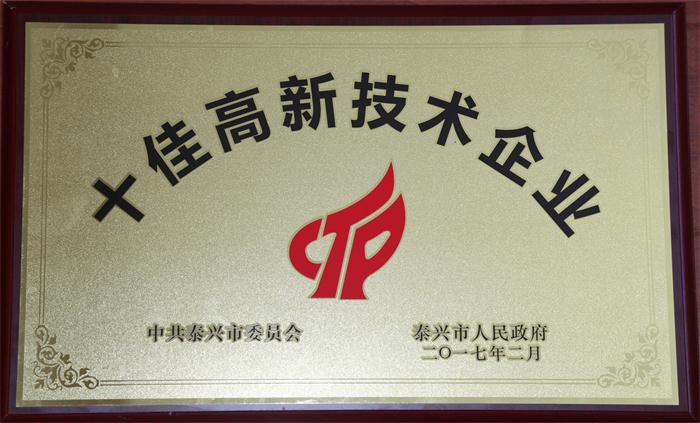 十佳高新技术企业
CTP
中共泰兴市委员会
泰兴市人民政府
二〇一七年二月